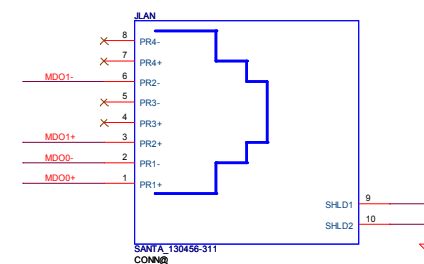 JLAN
8 PR4-
7 PR4+
MDO1- 6 PR2-
5 PR3-
4 PR3+
MDO1+ 3 PR2+
MDO0- 2 PR1-
MDO0+ 1 PR1+
SHLD1 9
SHLD2 10
SANTA_130456-311
CONN@